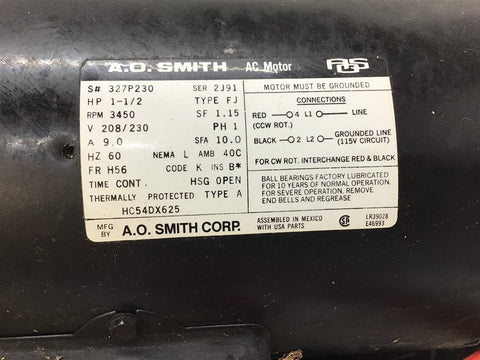 A.O. SMITH AC Motor AOS
S# 327P230 SER 2J91
HP 1-1/2 TYPE FJ
RPM 3450 SF 1.15
V 208/230 PH 1
A 9.0 SFA 10.0
HZ 60 NEMA L AMB 40C
FR H56 CODE K INS B*
TIME CONT. HSG OPEN
THERMALLY PROTECTED TYPE A
HC54DX625
MOTOR MUST BE GROUNDED
CONNECTIONS
RED 4 L1 LINE
(CCW ROT.)
BLACK 2 L2 GROUNDED LINE
(115V CIRCUIT)
FOR CW ROT. INTERCHANGE RED & BLACK
BALL BEARINGS FACTORY LUBRICATED
FOR 10 YEARS OF NORMAL OPERATION.
FOR SEVERE OPERATION, REMOVE
END BELLS AND REGREASE.
MFG BY A.O. SMITH CORP.
ASSEMBLED IN MEXICO
WITH USA PARTS
SA
LR39028
E46993